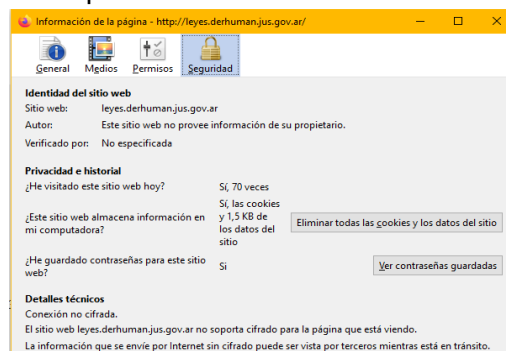 Información de la página - http://leyes.derhuman.jus.gov.ar/
General Medios Permisos Seguridad
Identidad del sitio web
Sitio web: leyes.derhuman.jus.gov.ar
Autor: Este sitio web no provee información de su propietario.
Verificado por: No especificada
Privacidad e historial
¿He visitado este sitio web hoy? Sí, 70 veces
¿Este sitio web almacena información en mi computadora? Sí, las cookies y 1,5 KB de los datos del sitio Eliminar todas las cookies y los datos del sitio
¿He guardado contraseñas para este sitio web? Si Ver contraseñas guardadas
Detalles técnicos
Conexión no cifrada.
El sitio web leyes.derhuman.jus.gov.ar no soporta cifrado para la página que está viendo.
La información que se envíe por Internet sin cifrado puede ser vista por terceros mientras está en tránsito.